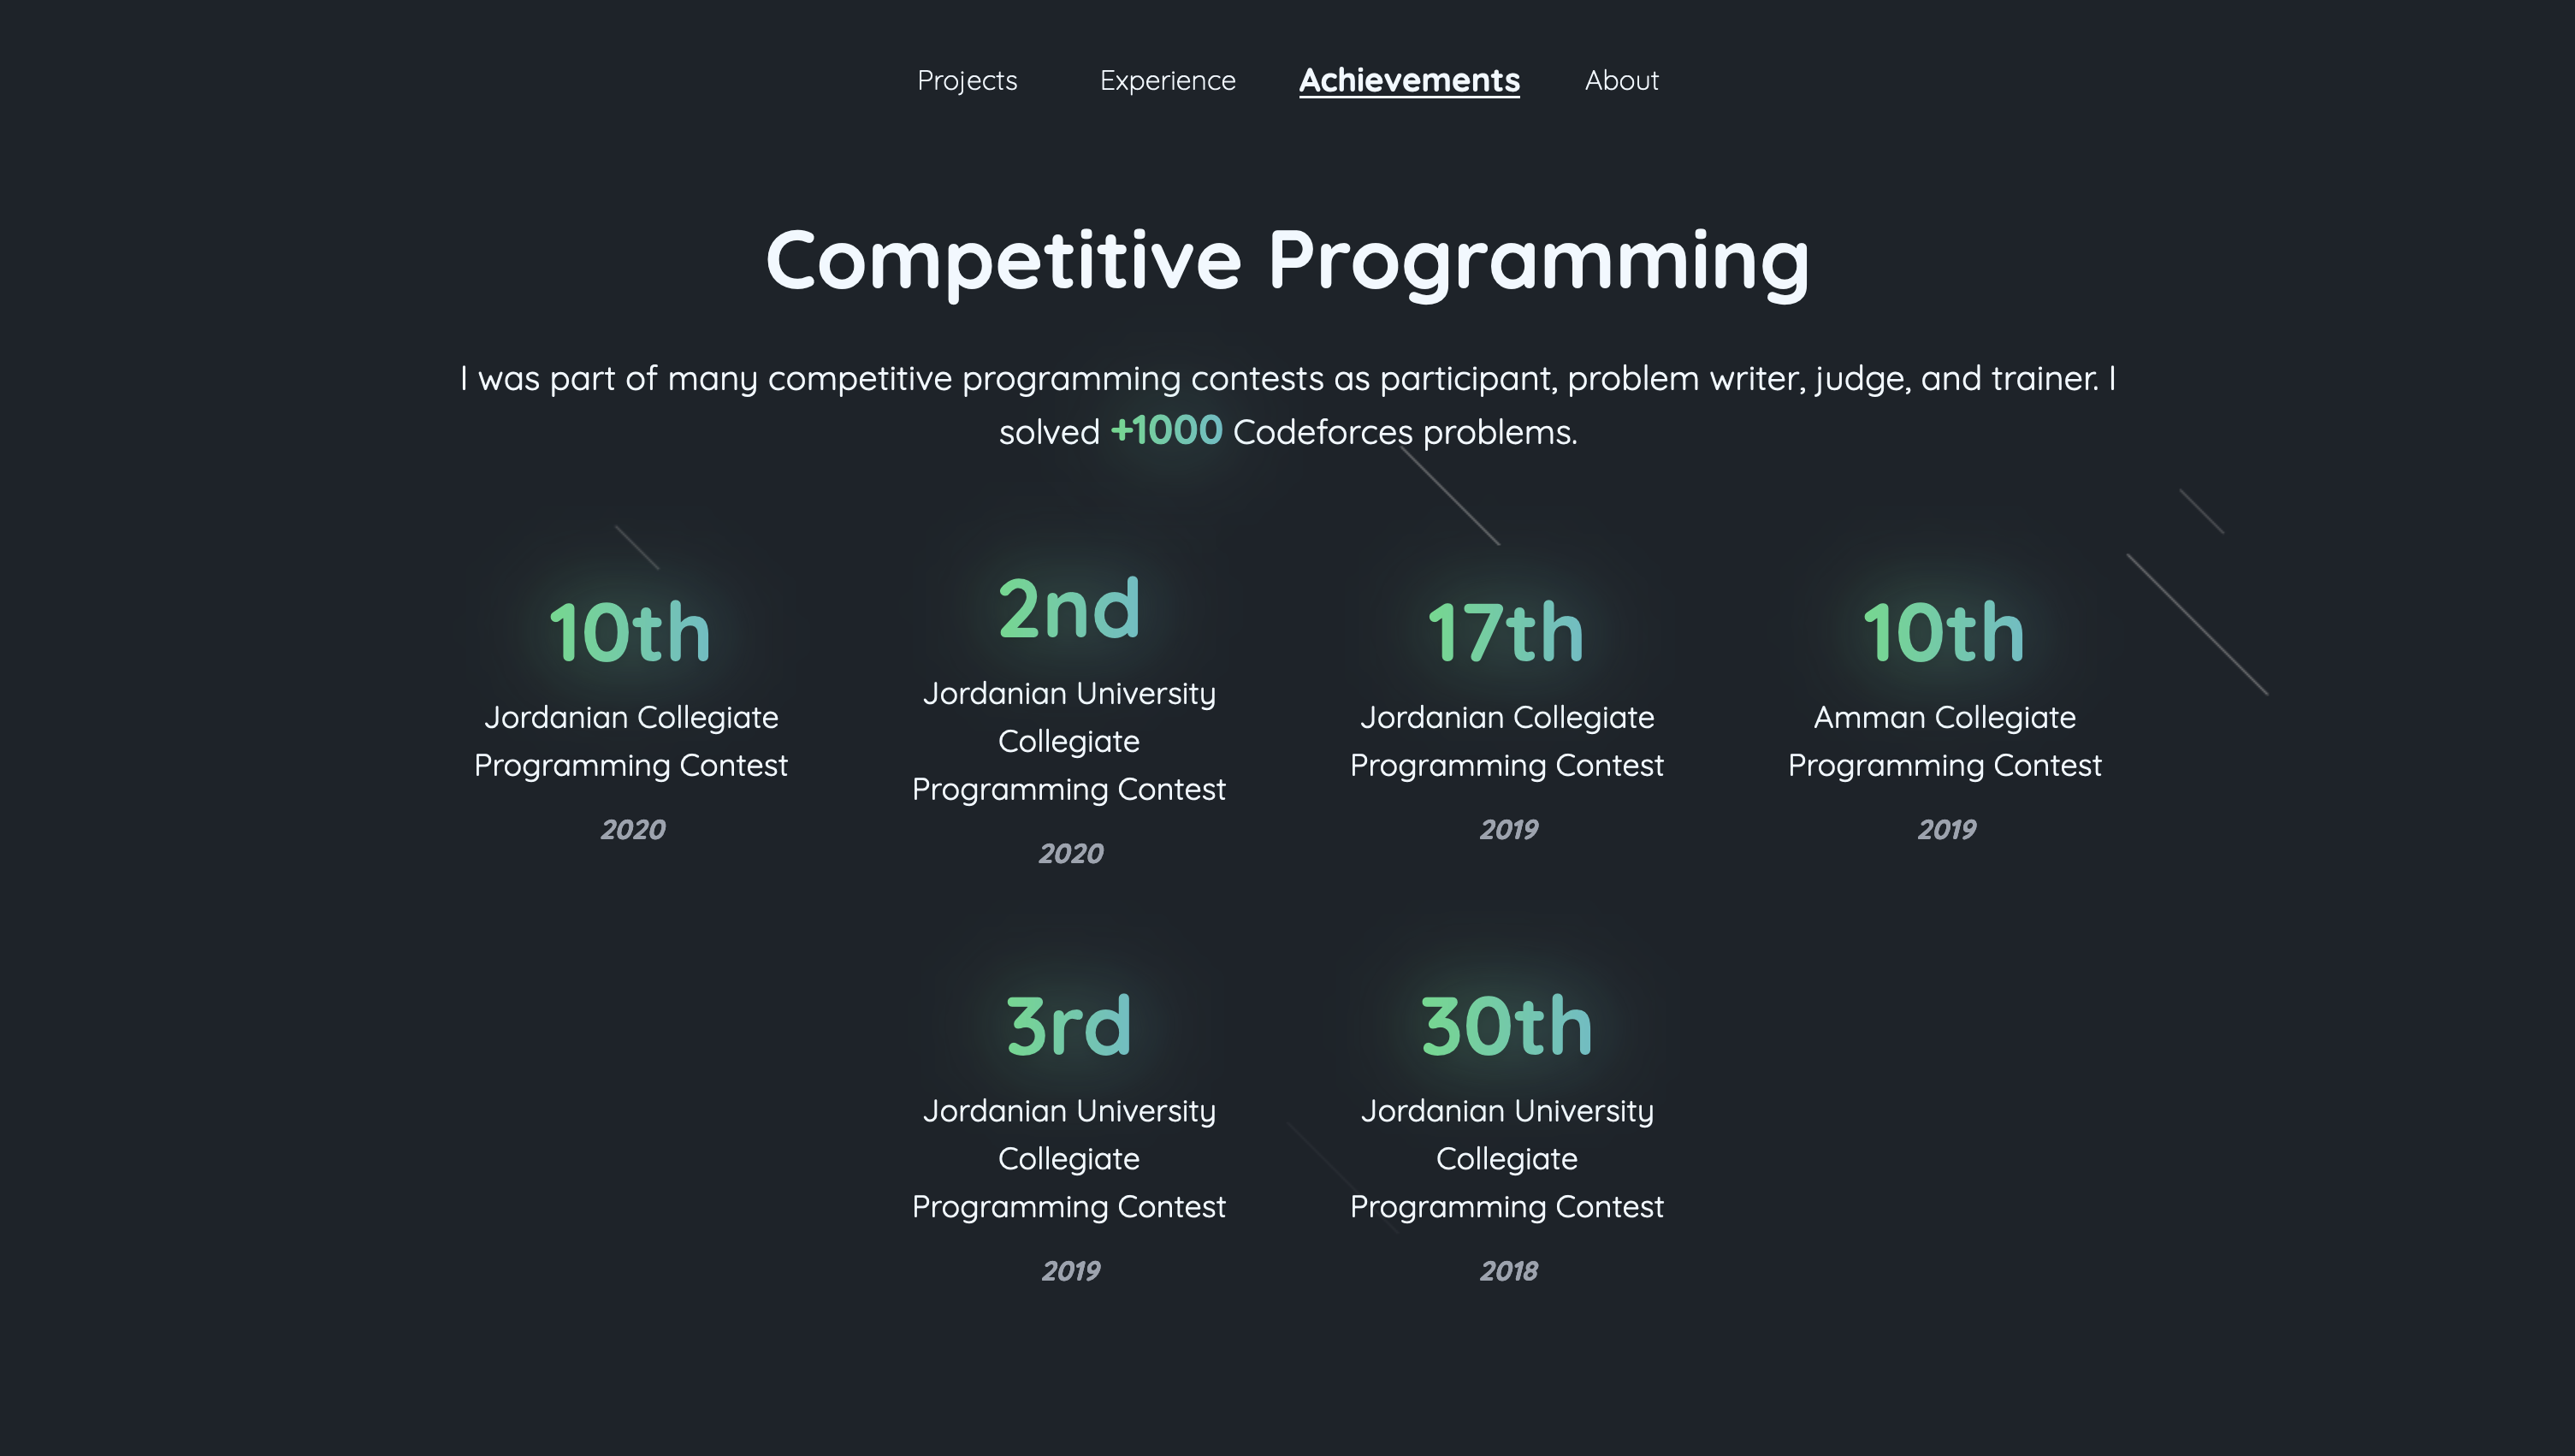 Projects Experience Achievements About
Competitive Programming
I was part of many competitive programming contests as participant, problem writer, judge, and trainer. I
solved +1000 Codeforces problems.
10th
Jordanian Collegiate
Programming Contest
2020
2nd
Jordanian University
Collegiate
Programming Contest
2020
17th
Jordanian Collegiate
Programming Contest
2019
10th
Amman Collegiate
Programming Contest
2019
3rd
Jordanian University
Collegiate
Programming Contest
2019
30th
Jordanian University
Collegiate
Programming Contest
2018